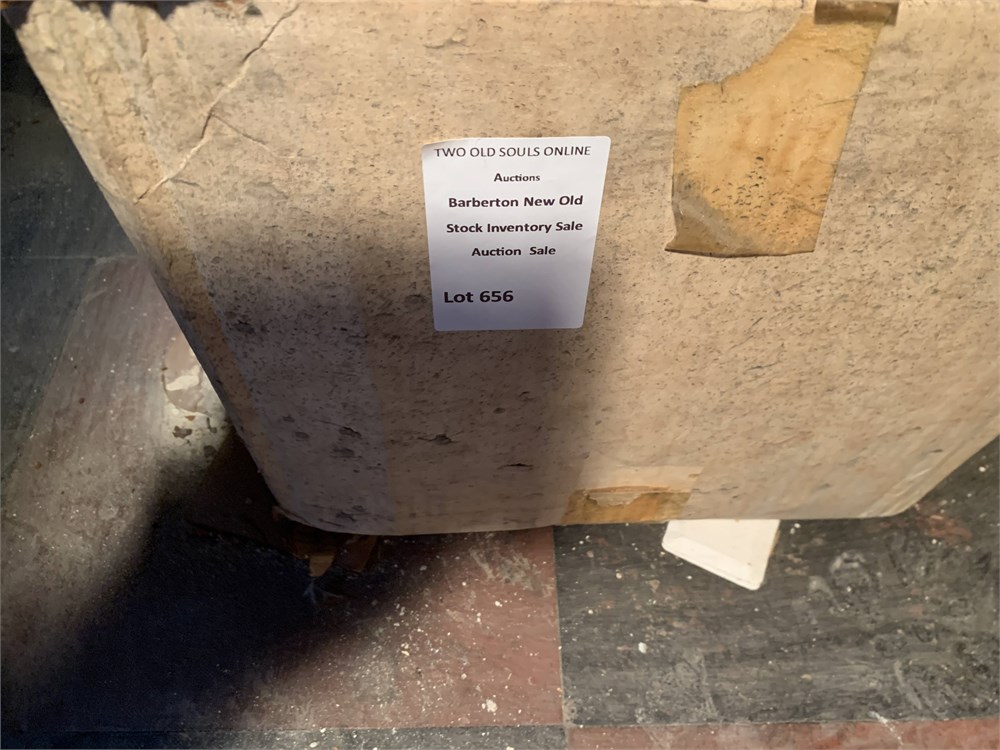 TWO OLD SOULS ONLINE
Auctions
Barberton New Old
Stock Inventory Sale
Auction Sale
Lot 656